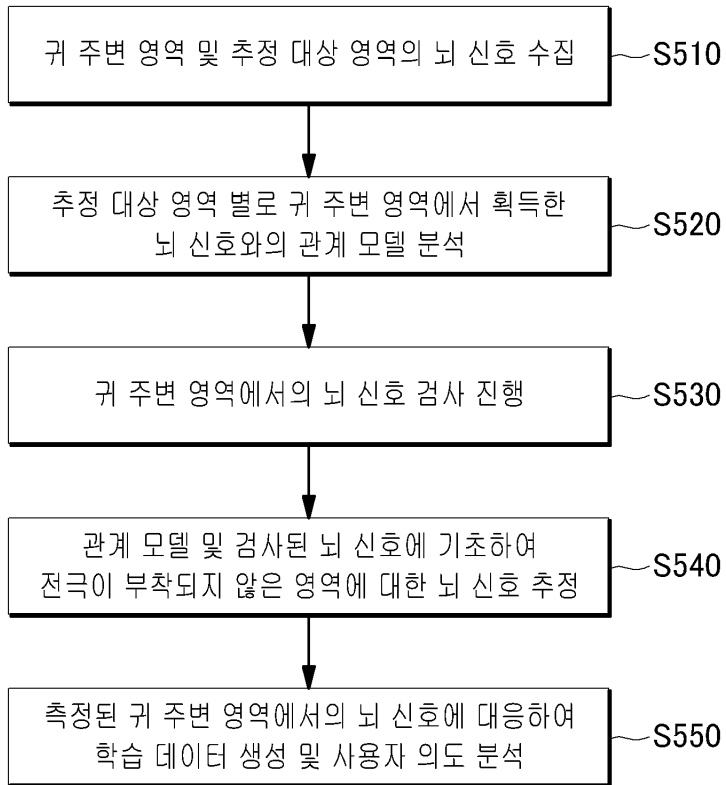 귀 주변 영역 및 추정 대상 영역의 뇌 신호 수집
S510
추정 대상 영역 별로 귀 주변 영역에서 획득한
뇌 신호와의 관계 모델 분석
S520
귀 주변 영역에서의 뇌 신호 검사 진행
S530
관계 모델 및 검사된 뇌 신호에 기초하여
전극이 부착되지 않은 영역에 대한 뇌 신호 추정
S540
측정된 귀 주변 영역에서의 뇌 신호에 대응하여
학습 데이터 생성 및 사용자 의도 분석
S550